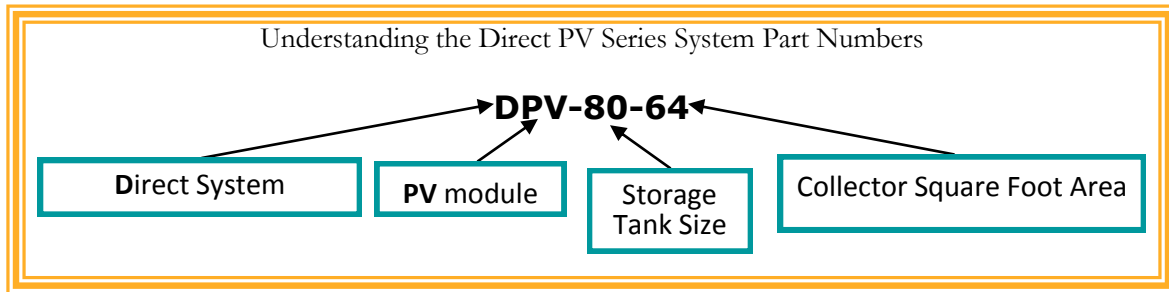 Understanding the Direct PV Series System Part Numbers
DPV-80-64
Direct System
PV module
Storage
Tank Size
Collector Square Foot Area